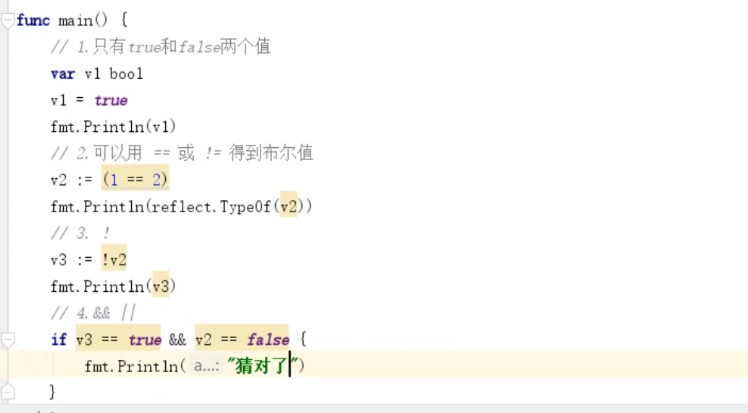 func main() {
// 1.只有true和false两个值
var v1 bool
v1 = true
fmt.Println(v1)
// 2.可以用 == 或 != 得到布尔值
v2 := (1 == 2)
fmt.Println(reflect.TypeOf(v2))
// 3. !
v3 := !v2
fmt.Println(v3)
// 4.&& ||
if v3 == true && v2 == false {
fmt.Println( a...: "猜对了")
}